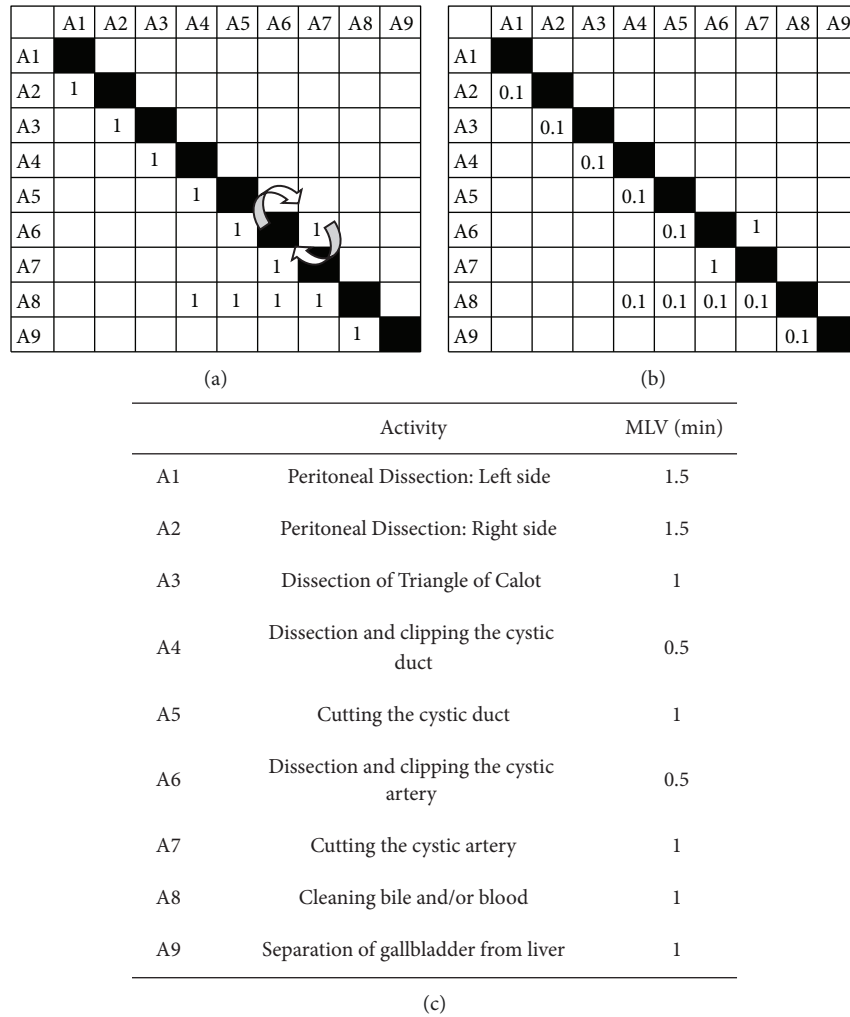 A1 A2 A3 A4 A5 A6 A7 A8 A9
A1
A2 1
A3 1
A4 1
A5 1
A6 1 1
A7 1
A8 1 1 1 1
A9 1
(a)
A1 A2 A3 A4 A5 A6 A7 A8 A9
A1
A2 0.1
A3 0.1
A4 0.1
A5 0.1
A6 0.1 1
A7 1
A8 0.1 0.1 0.1 0.1
A9 0.1
(b)
Activity MLV (min)
A1 Peritoneal Dissection: Left side 1.5
A2 Peritoneal Dissection: Right side 1.5
A3 Dissection of Triangle of Calot 1
A4 Dissection and clipping the cystic
duct 0.5
A5 Cutting the cystic duct 1
A6 Dissection and clipping the cystic
artery 0.5
A7 Cutting the cystic artery 1
A8 Cleaning bile and/or blood 1
A9 Separation of gallbladder from liver 1
(c)